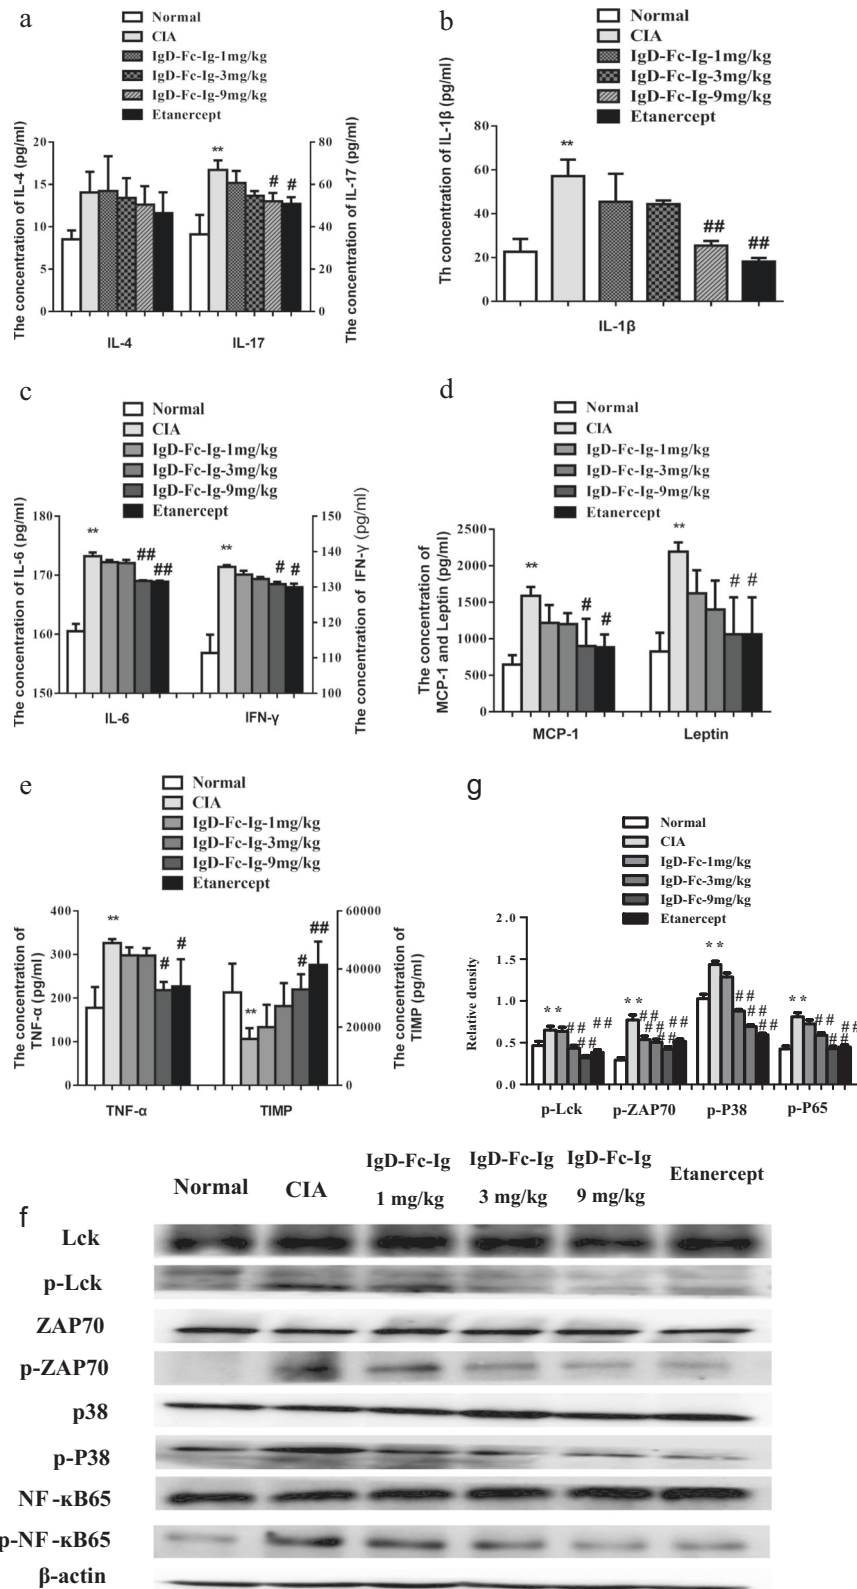 a
Normal
CIA
IgD-Fc-Ig-1mg/kg
IgD-Fc-Ig-3mg/kg
IgD-Fc-Ig-9mg/kg
Etanercept
The concentration of IL-4 (pg/ml)
20
15
10
5
0
**
#
#
80
60
40
20
0
The concentration of IL-17 (pg/ml)
IL-4
IL-17
b
Normal
CIA
IgD-Fc-Ig-1mg/kg
IgD-Fc-Ig-3mg/kg
IgD-Fc-Ig-9mg/kg
Etanercept
Th concentration of IL-1β (pg/ml)
80
60
40
20
0
**
##
##
IL-1β
c
Normal
CIA
IgD-Fc-Ig-1mg/kg
IgD-Fc-Ig-3mg/kg
IgD-Fc-Ig-9mg/kg
Etanercept
The concentration of IL-6 (pg/ml)
180
170
160
150
**
##
##
**
#
#
150
140
130
120
110
100
The concentration of IFN-γ (pg/ml)
IL-6
IFN-γ
d
Normal
CIA
IgD-Fc-Ig-1mg/kg
IgD-Fc-Ig-3mg/kg
IgD-Fc-Ig-9mg/kg
Etanercept
The concentration of
MCP-1 and Leptin (pg/ml)
2500
2000
1500
1000
500
0
**
#
#
**
#
#
MCP-1
Leptin
e
Normal
CIA
IgD-Fc-Ig-1mg/kg
IgD-Fc-Ig-3mg/kg
IgD-Fc-Ig-9mg/kg
Etanercept
The concentration of
TNF-α (pg/ml)
400
300
200
100
0
**
#
#
**
#
##
60000
40000
20000
0
The concentration of
TIMP (pg/ml)
TNF-α
TIMP
g
Normal
CIA
IgD-Fc-1mg/kg
IgD-Fc-3mg/kg
IgD-Fc-9mg/kg
Etanercept
Relative density
2.0
1.5
1.0
0.5
0.0
**
##
##
##
**
##
##
##
##
**
##
##
##
**
##
##
##
p-Lck
p-ZAP70
p-P38
p-P65
f
Normal
CIA
IgD-Fc-Ig
1 mg/kg
IgD-Fc-Ig
3 mg/kg
IgD-Fc-Ig
9 mg/kg
Etanercept
Lck
p-Lck
ZAP70
p-ZAP70
p38
p-P38
NF-κB65
p-NF-κB65
β-actin